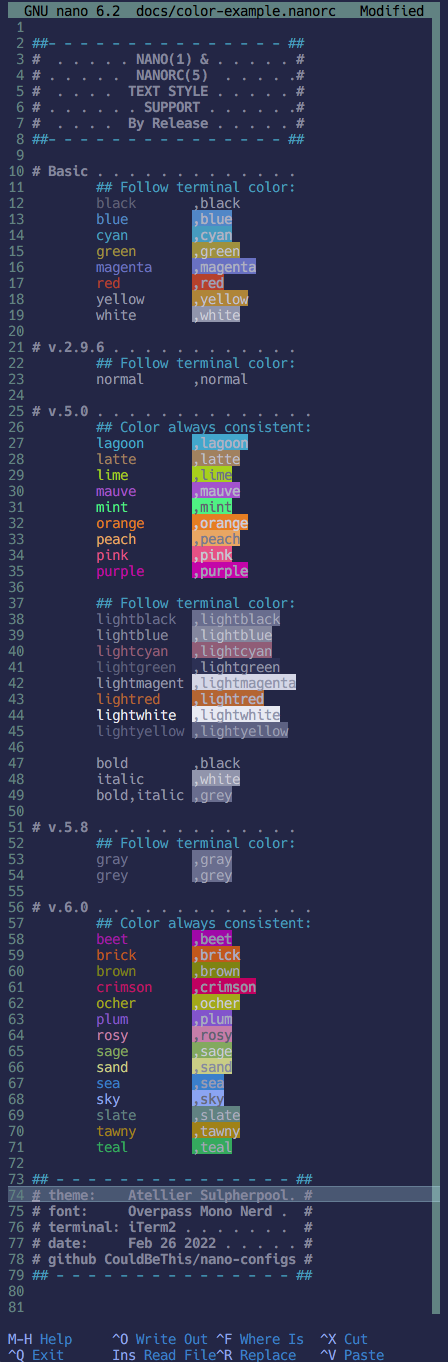 GNU nano 6.2  docs/color-example.nanorc   Modified
1
2 ##- - - - - - - - - - - - - - - ##
3 # . . . . . . NANO(1) & . . . . . .#
4 # . . . . . . NANORC(5)  . . . . . .#
5 # . . . .  TEXT STYLE . . . . . #
6 # . . . . . . SUPPORT . . . . . .#
7 # . . . . .  By Release . . . . . #
8 ##- - - - - - - - - - - - - - - ##
9
10 # Basic . . . . . . . . . . . . .
11 ## Follow terminal color:
12 black ,black
13 blue ,blue
14 cyan ,cyan
15 green ,green
16 magenta ,magenta
17 red ,red
18 yellow ,yellow
19 white ,white
20
21 # v.2.9.6 . . . . . . . . . . . .
22 ## Follow terminal color:
23 normal ,normal
24
25 # v.5.0 . . . . . . . . . . . . . .
26 ## Color always consistent:
27 lagoon ,lagoon
28 latte ,latte
29 lime ,lime
30 mauve ,mauve
31 mint ,mint
32 orange ,orange
33 peach ,peach
34 pink ,pink
35 purple ,purple
36
37 ## Follow terminal color:
38 lightblack ,lightblack
39 lightblue ,lightblue
40 lightcyan ,lightcyan
41 lightgreen ,lightgreen
42 lightmagent ,lightmagenta
43 lightred ,lightred
44 lightwhite ,lightwhite
45 lightyellow ,lightyellow
46
47 bold ,black
48 italic ,white
49 bold,italic ,grey
50
51 # v.5.8 . . . . . . . . . . . . .
52 ## Follow terminal color:
53 gray ,gray
54 grey ,grey
55
56 # v.6.0 . . . . . . . . . . . . . .
57 ## Color always consistent:
58 beet ,beet
59 brick ,brick
60 brown ,brown
61 crimson ,crimson
62 ocher ,ocher
63 plum ,plum
64 rosy ,rosy
65 sage ,sage
66 sand ,sand
67 sea ,sea
68 sky ,sky
69 slate ,slate
70 tawny ,tawny
71 teal ,teal
72
73 ## - - - - - - - - - - - - - - - ##
74 # theme:    Atellier Sulpherpool. #
75 # font:     Overpass Mono Nerd .  #
76 # terminal: iTerm2 . . . . . . .  #
77 # date:     Feb 26 2022 . . . . . #
78 # github CouldBeThis/nano-configs #
79 ## - - - - - - - - - - - - - - - ##
80
81
M-H Help ^O Write Out ^F Where Is ^X Cut
^Q Exit Ins Read File ^R Replace ^V Paste